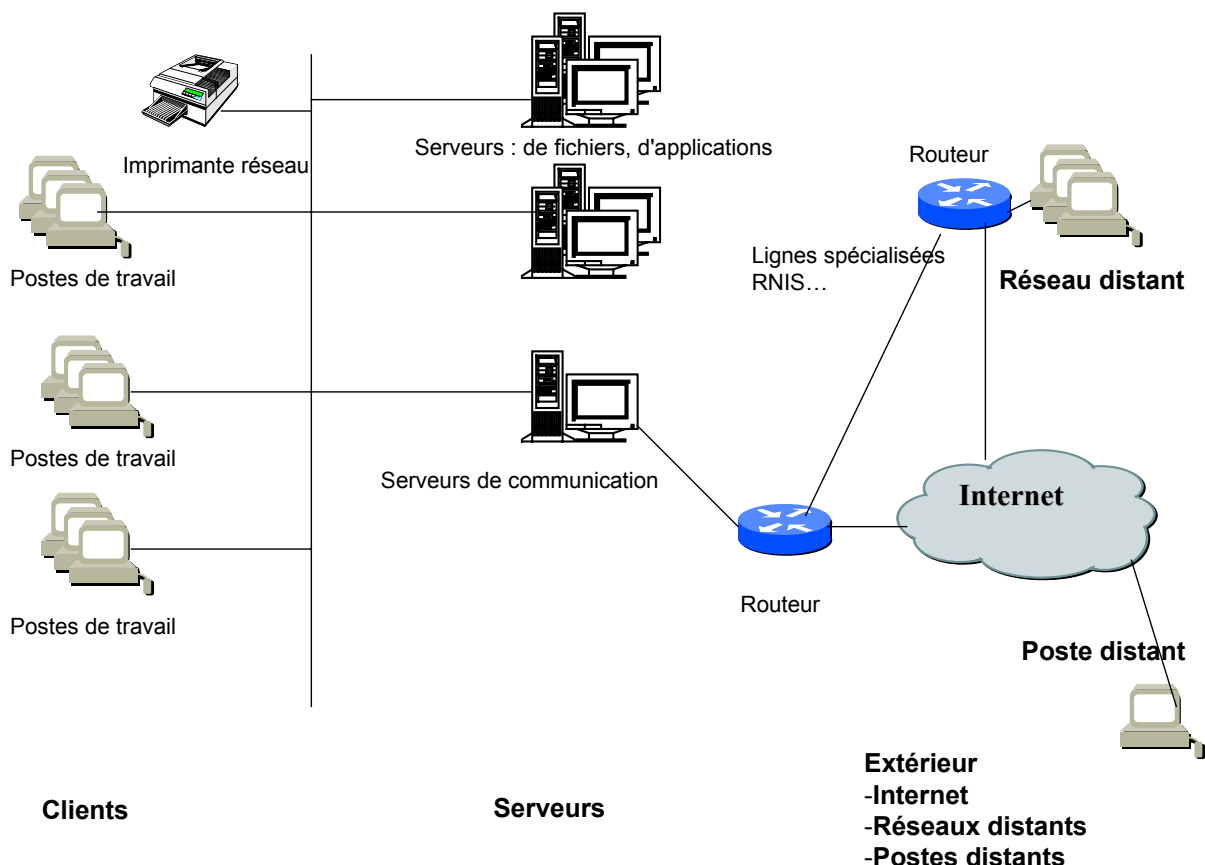 Imprimante réseau
Serveurs : de fichiers, d'applications
Routeur
Postes de travail
Lignes spécialisées
RNIS…
Réseau distant
Postes de travail
Serveurs de communication
Internet
Routeur
Postes de travail
Poste distant
Clients
Serveurs
Extérieur
-Internet
-Réseaux distants
-Postes distants